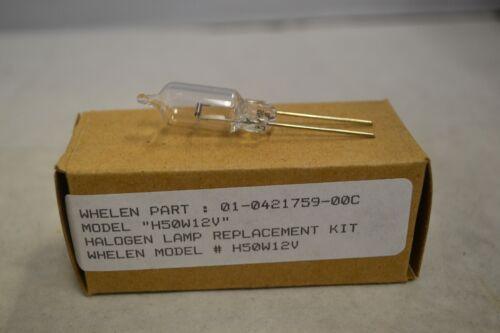 WHELEN PART : 01-0421759-00C
MODEL "H50W12V"
HALOGEN LAMP REPLACEMENT KIT
WHELEN MODEL # H50W12V